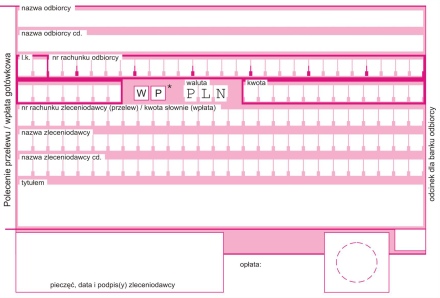 nazwa odbiorcy
nazwa odbiorcy cd.
l.k. nr rachunku odbiorcy
W P * waluta PLN kwota
nr rachunku zleceniodawcy (przelew) / kwota słownie (wpłata)
nazwa zleceniodawcy
nazwa zleceniodawcy cd.
tytułem
pieczęć, data i podpis(y) zleceniodawcy
opłata:
Polecenie przelewu / wpłata gotówkowa
odcinek dla banku odbiorcy